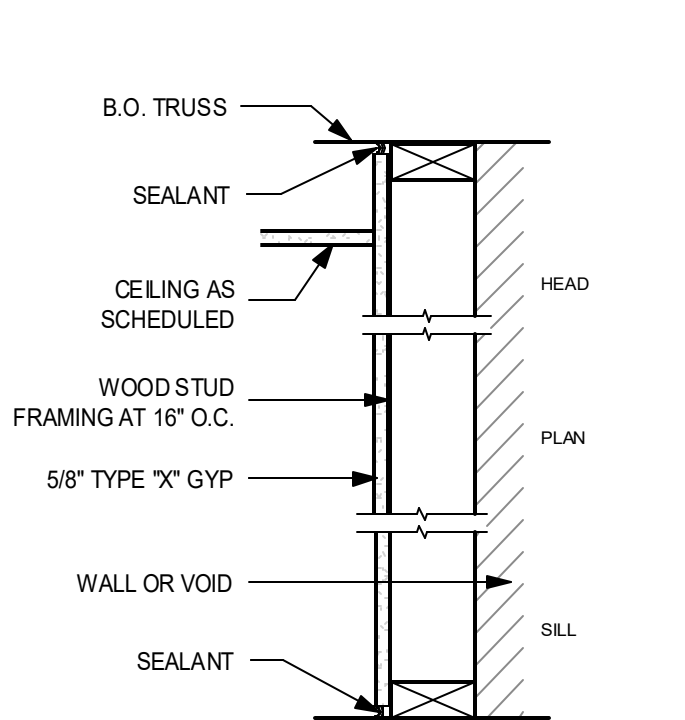 B.O. TRUSS
SEALANT
CEILING AS
SCHEDULED
HEAD
WOOD STUD
FRAMING AT 16" O.C.
PLAN
5/8" TYPE "X" GYP
WALL OR VOID
SILL
SEALANT